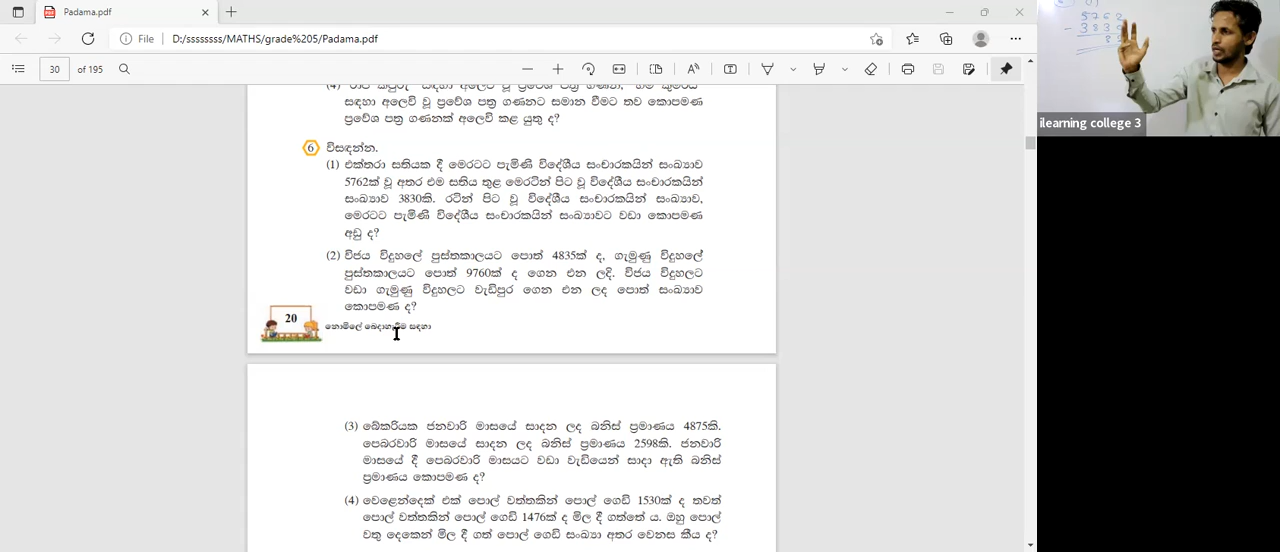 Padama.pdf
File
D:/ssssssss/MATHS/grade%205/Padama.pdf
30 of 195
සඳහා අලෙවි වූ ප්‍රවේශ පත්‍ර ගණනට සමාන වීමට තව කොපමණ
ප්‍රවේශ පත්‍ර ගණනක් අලෙවි කළ යුතු ද?
6 විසඳන්න.
(1) එක්තරා සතියක දී මෙරටට පැමිණි විදේශීය සංචාරකයින් සංඛ්‍යාව
5762ක් වූ අතර එම සතිය තුළ මෙරටින් පිට වූ විදේශීය සංචාරකයින්
සංඛ්‍යාව 3830කි. රටින් පිට වූ විදේශීය සංචාරකයින් සංඛ්‍යාව,
මෙරටට පැමිණි විදේශීය සංචාරකයින් සංඛ්‍යාවට වඩා කොපමණ
අඩු ද?
(2) විජය විදුහලේ පුස්තකාලයට පොත් 4835ක් ද, ගැමුණු විදුහලේ
පුස්තකාලයට පොත් 9760ක් ද ගෙන එන ලදි. විජය විදුහලට
වඩා ගැමුණු විදුහලට වැඩිපුර ගෙන එන ලද පොත් සංඛ්‍යාව
කොපමණ ද?
20
නොමිලේ බෙදාහැරීම සඳහා
(3) බේකරියක ජනවාරි මාසයේ සාදන ලද බනිස් ප්‍රමාණය 4875කි.
පෙබරවාරි මාසයේ සාදන ලද බනිස් ප්‍රමාණය 2598කි. ජනවාරි
මාසයේ දී පෙබරවාරි මාසයට වඩා වැඩියෙන් සාදා ඇති බනිස්
ප්‍රමාණය කොපමණ ද?
(4) වෙළෙන්දෙක් එක් පොල් වත්තකින් පොල් ගෙඩි 1530ක් ද තවත්
පොල් වත්තකින් පොල් ගෙඩි 1476ක් ද මිල දී ගත්තේ ය. ඔහු පොල්
වතු දෙකෙන් මිල දී ගත් පොල් ගෙඩි සංඛ්‍යා අතර වෙනස කීය ද?
5762
ilearning college 3